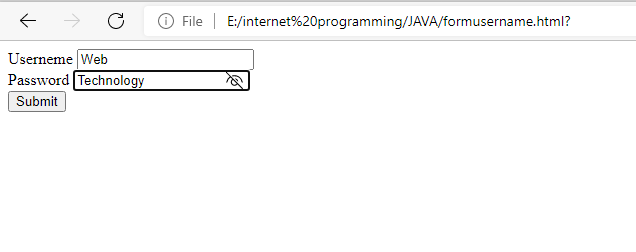 File E:/internet%20programming/JAVA/formusername.html?
Userneme Web
Password Technology
Submit